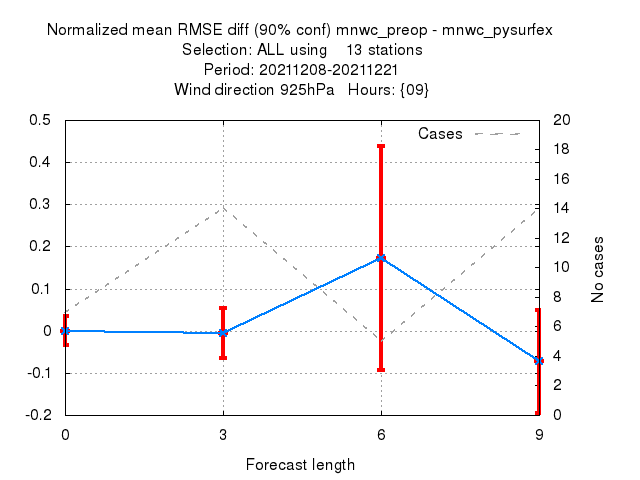 Normalized mean RMSE diff (90% conf) mnwc_preop - mnwc_pysurfex
Selection: ALL using 13 stations
Period: 20211208-20211221
Wind direction 925hPa Hours: {09}
Cases
0.5
0.4
0.3
0.2
0.1
0
-0.1
-0.2
20
18
16
14
12
10
8
6
4
2
0
No cases
0 3 6 9
Forecast length